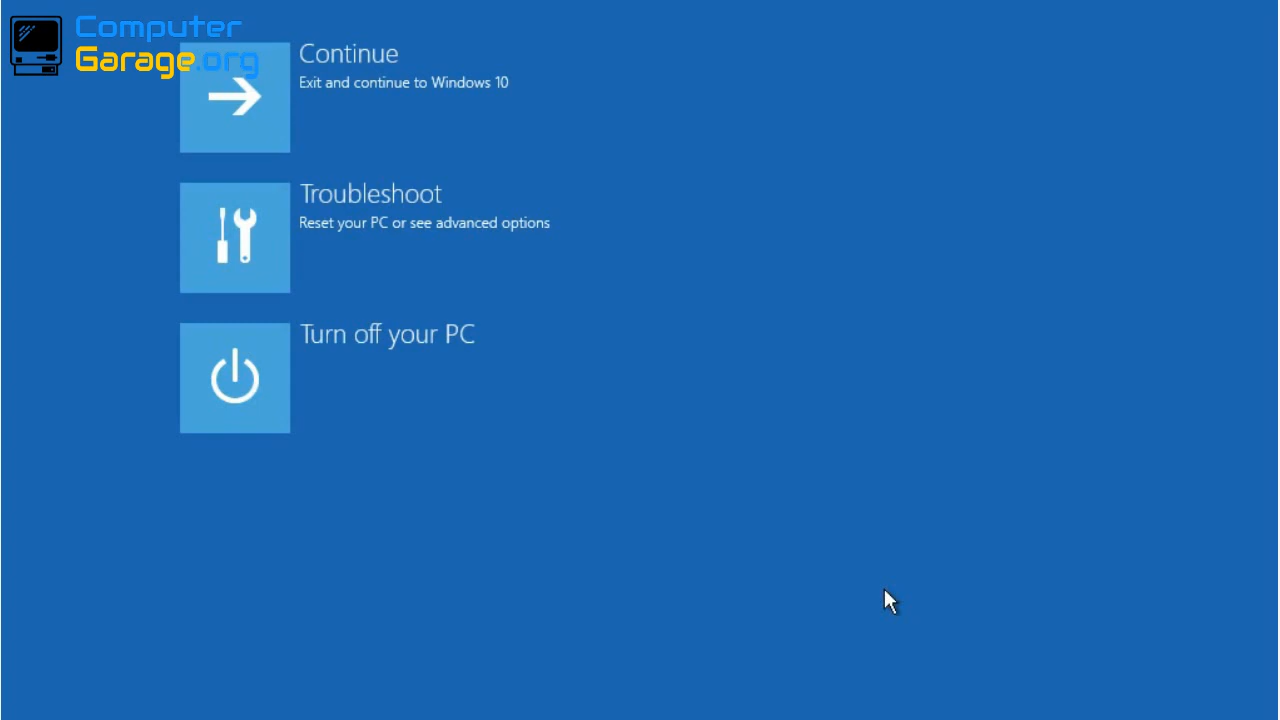 Computer
Garage.org
Continue
Exit and continue to Windows 10
Troubleshoot
Reset your PC or see advanced options
Turn off your PC